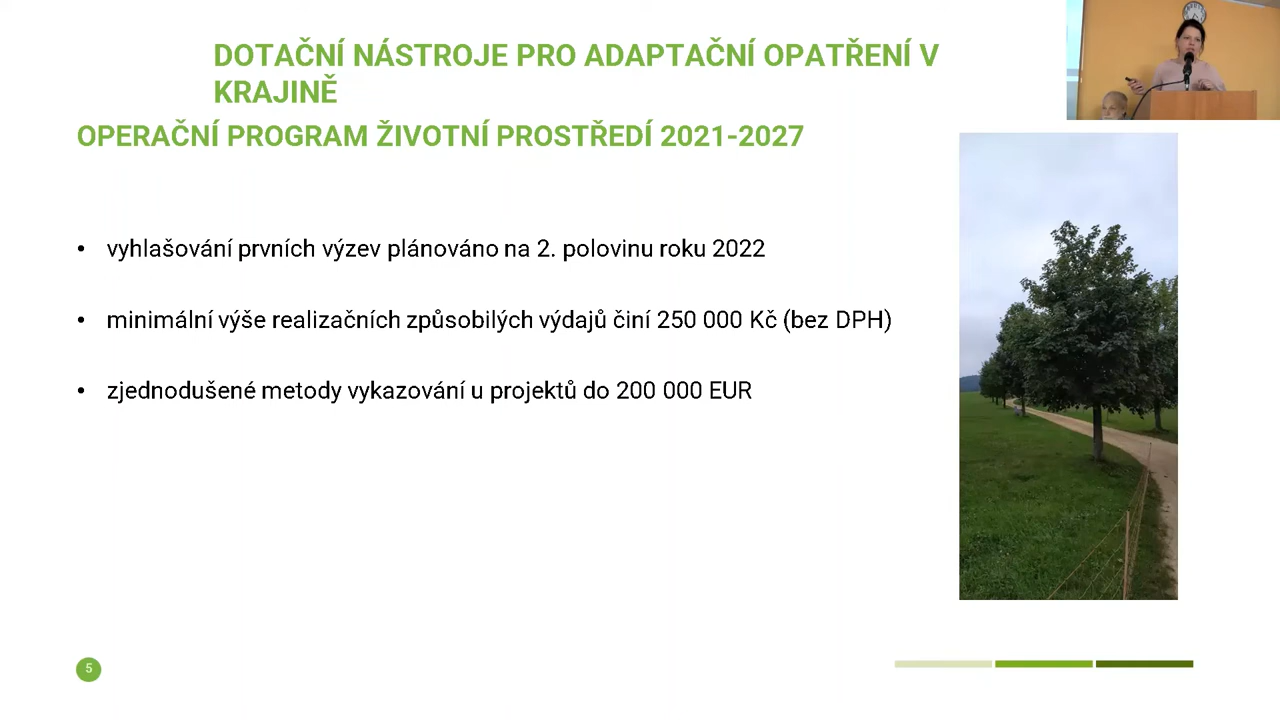 DOTAČNÍ NÁSTROJE PRO ADAPTAČNÍ OPATŘENÍ V
KRAJINĚ
OPERAČNÍ PROGRAM ŽIVOTNÍ PROSTŘEDÍ 2021-2027
• vyhlašování prvních výzev plánováno na 2. polovinu roku 2022
• minimální výše realizačních způsobilých výdajů činí 250 000 Kč (bez DPH)
• zjednodušené metody vykazování u projektů do 200 000 EUR
5